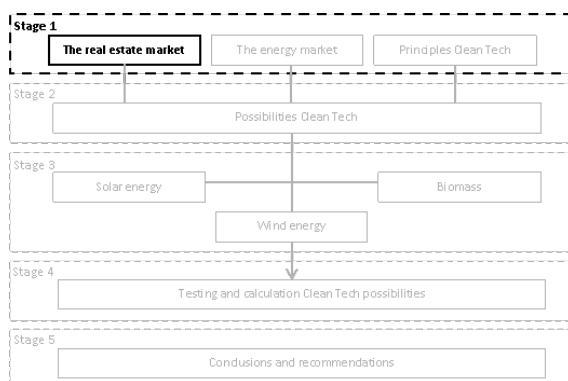 Stage 1
The real estate market
The energy market
Principles Clean Tech
Stage 2
Possibilities Clean Tech
Stage 3
Solar energy
Biomass
Wind energy
Stage 4
Testing and calculation Clean Tech possibilities
Stage 5
Conclusions and recommendations